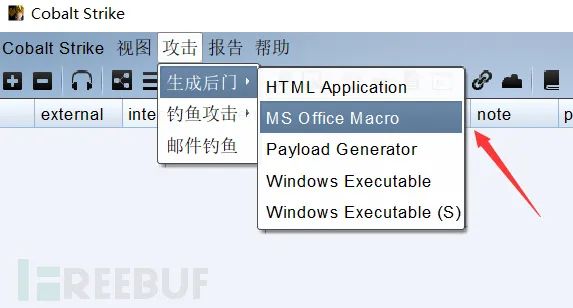 Cobalt Strike
Cobalt Strike 视图 攻击 报告 帮助
生成后门
钓鱼攻击
邮件钓鱼
HTML Application
MS Office Macro
Payload Generator
Windows Executable
Windows Executable (S)
external inte note p
REEBUF